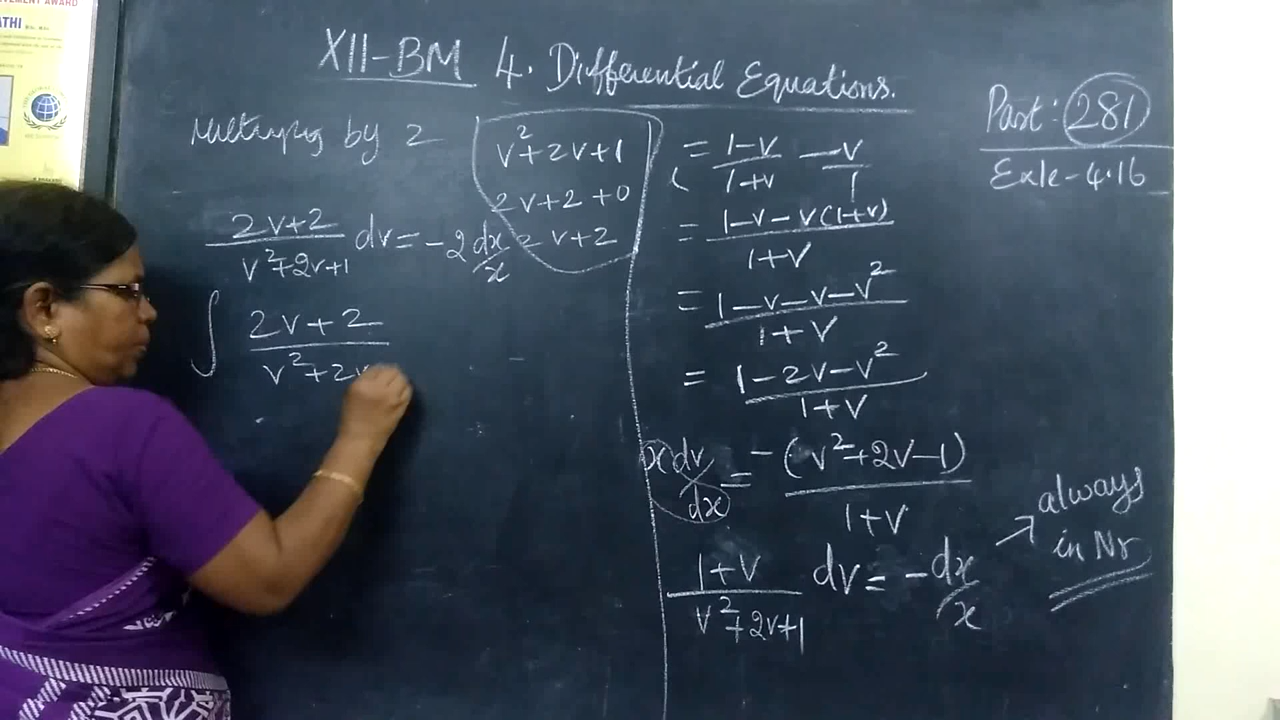 XII-BM 4. Differential Equations.
Part: 281
Exle-4.16
Multiplying by 2
v²+2v+1
2v+2+0
2v+2
2v+2/v²+2v+1 dv = -2 dx/x
∫ 2v+2/v²+2v
= 1-v/1+v - v/1
= 1-v-v(1+v)/1+v
= 1-v-v-v²/1+v
= 1-2v-v²/1+v
x dv/dx = -(v²+2v-1)/1+v
1+v/v²+2v+1 dv = -dx/x
→ always
in Nr